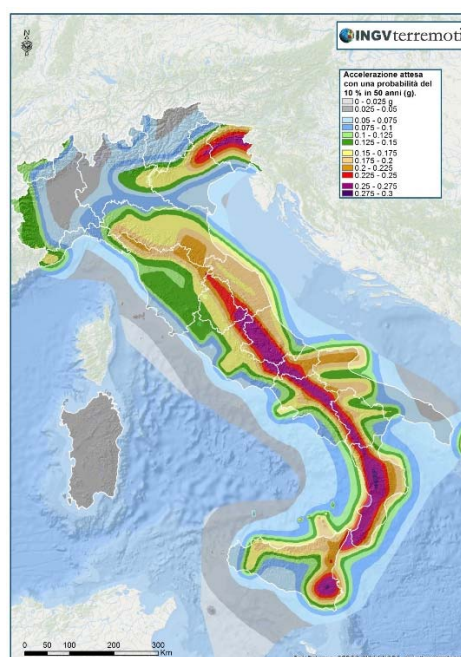 INGVterremoti
Accelerazione attesa
con una probabilità del
10 % in 50 anni (g).
0 - 0.025 g
0.025 - 0.05
0.05 - 0.075
0.075 - 0.1
0.1 - 0.125
0.125 - 0.15
0.15 - 0.175
0.175 - 0.2
0.2 - 0.225
0.225 - 0.25
0.25 - 0.275
0.275 - 0.3
0 50 100 200 300
Km